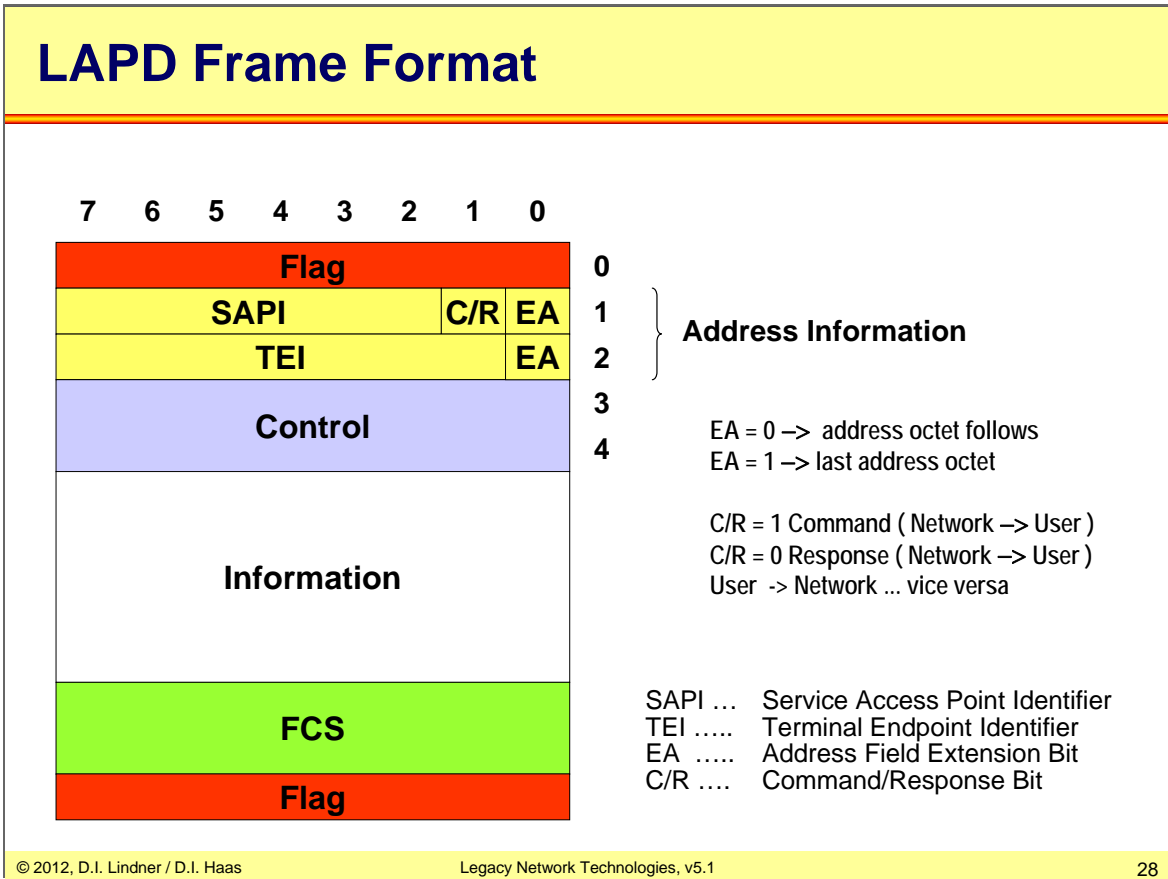 LAPD Frame Format
7 6 5 4 3 2 1 0
Flag 0
SAPI C/R EA 1
Address Information
TEI EA 2
3
Control
4
EA = 0 –> address octet follows
EA = 1 –> last address octet
C/R = 1 Command ( Network –> User )
C/R = 0 Response ( Network –> User )
User -> Network ... vice versa
Information
FCS
Flag
SAPI … Service Access Point Identifier
TEI ….. Terminal Endpoint Identifier
EA ….. Address Field Extension Bit
C/R …. Command/Response Bit
© 2012, D.I. Lindner / D.I. Haas Legacy Network Technologies, v5.1 28